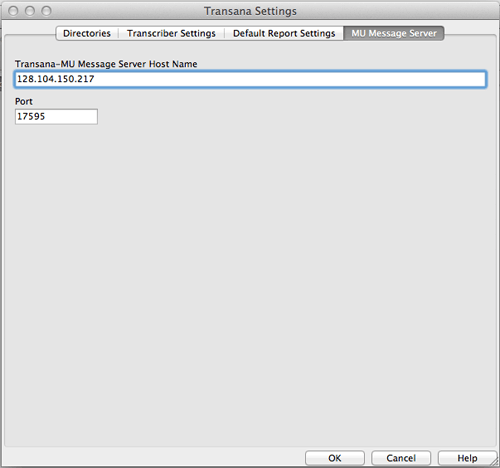 Transana Settings
Directories Transcriber Settings Default Report Settings MU Message Server
Transana-MU Message Server Host Name
128.104.150.217
Port
17595
OK Cancel Help